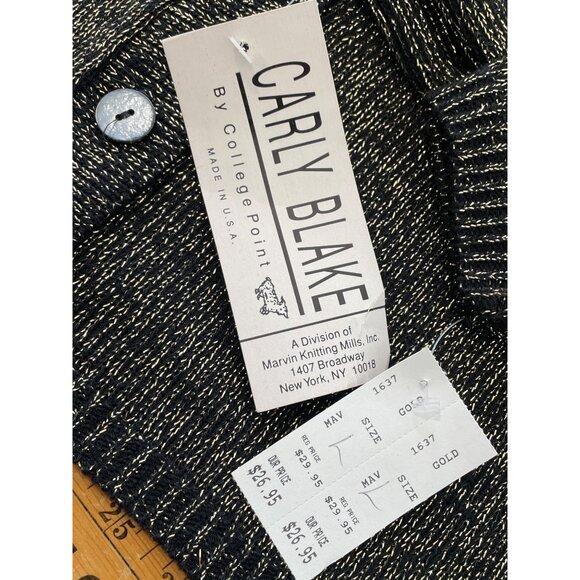 CARLY BLAKE
By College Point
MADE IN U.S.A.
A Division of
Marvin Knitting Mills, Inc.
1407 Broadway
New York, NY 10018
1637
GOLD
MAV
SIZE
L
REG PRICE
$29.95
OUR PRICE
$26.95
1637
GOLD
MAV
SIZE
L
REG PRICE
$29.95
OUR PRICE
$26.95
25